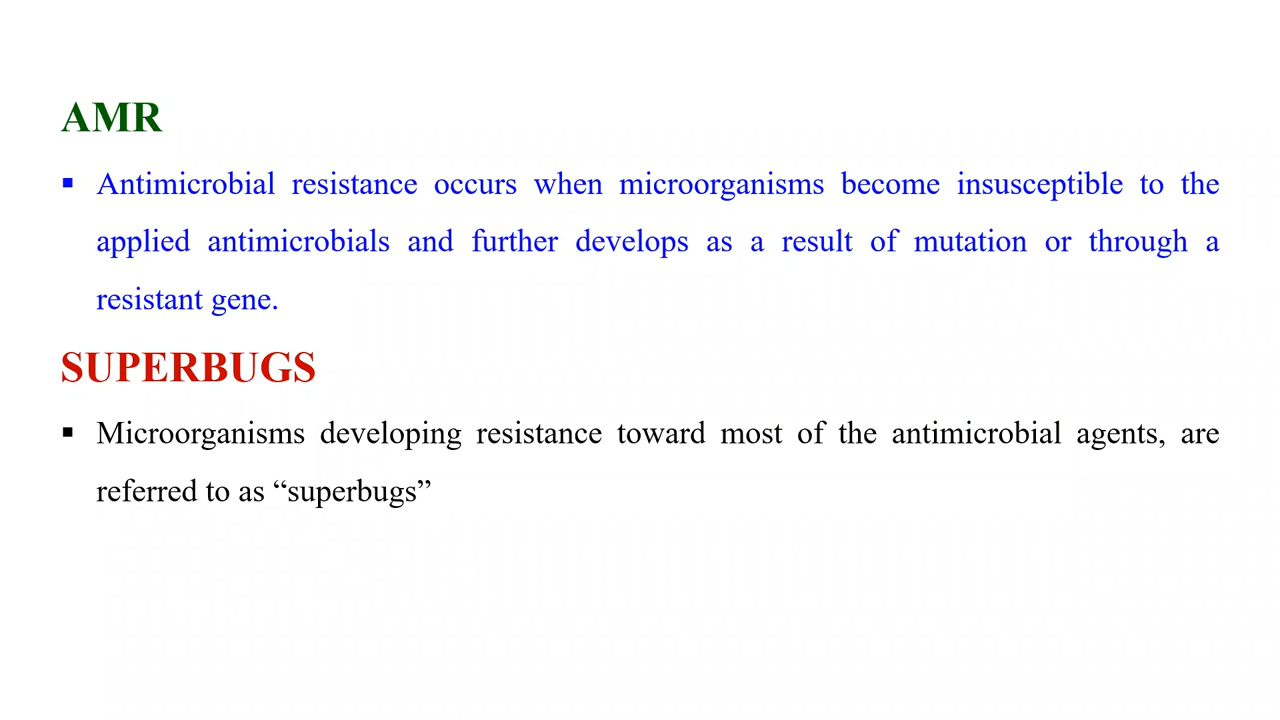 AMR
▪ Antimicrobial resistance occurs when microorganisms become insusceptible to the
applied antimicrobials and further develops as a result of mutation or through a
resistant gene.
SUPERBUGS
▪ Microorganisms developing resistance toward most of the antimicrobial agents, are
referred to as “superbugs”